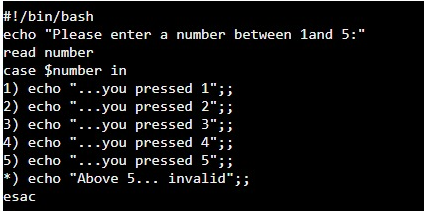 #!/bin/bash
echo "Please enter a number between 1and 5:"
read number
case $number in
1) echo "...you pressed 1";;
2) echo "...you pressed 2";;
3) echo "...you pressed 3";;
4) echo "...you pressed 4";;
5) echo "...you pressed 5";;
*) echo "Above 5... invalid";;
esac